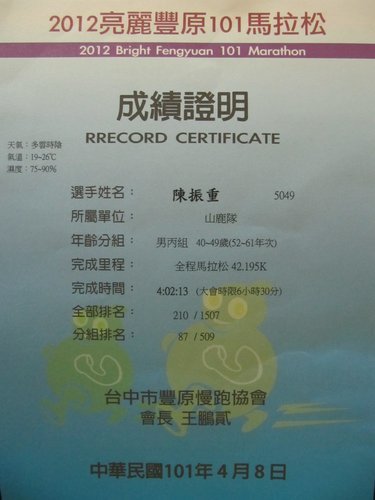 2012亮麗豐原101馬拉松
2012 Bright Fengyuan 101 Marathon
成績證明
RRECORD CERTIFICATE
天氣：多雲時陰
氣溫：19~26℃
濕度：75~90%
選手姓名： 陳振重 5049
所屬單位： 山鹿隊
年齡分組： 男丙組 40~49歲(52~61年次)
完成里程： 全程馬拉松 42.195K
完成時間： 4:02:13 (大會時限6小時30分)
全部排名： 210 / 1507
分組排名： 87 / 509
台中市豐原慢跑協會
會長 王鵬貳
中華民國101年4月8日